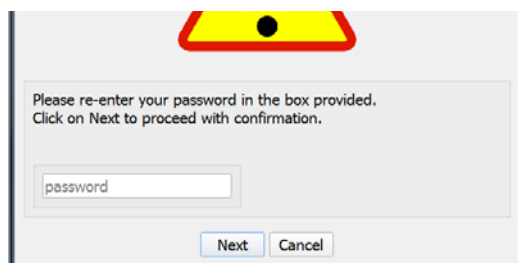 Please re-enter your password in the box provided.
Click on Next to proceed with confirmation.
password
Next Cancel